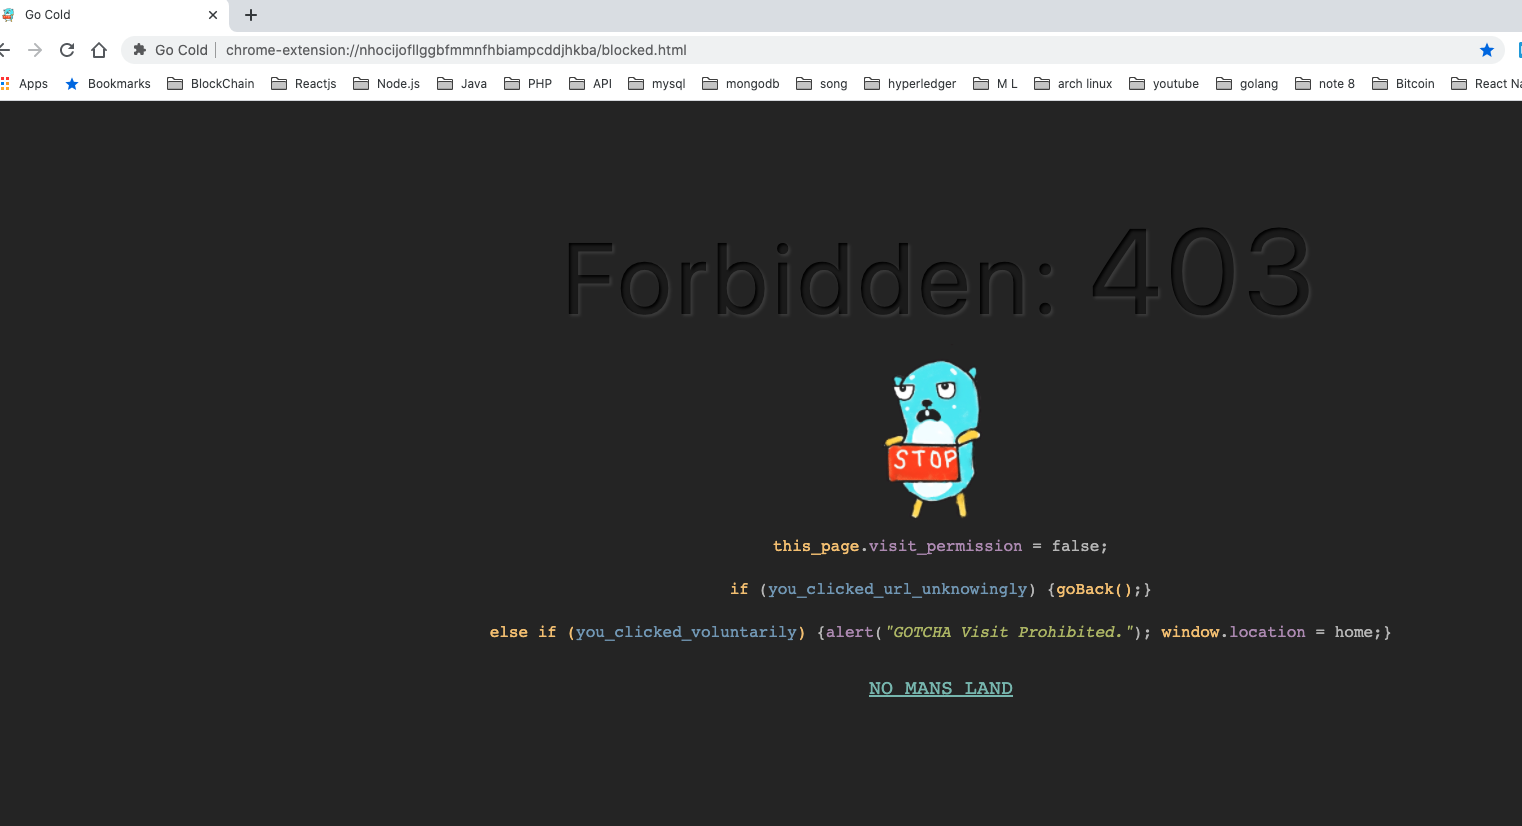 Go Cold
Go Cold chrome-extension://nhocijofllggbfmmnfhbiampcddjhkba/blocked.html
Apps Bookmarks BlockChain Reactjs Node.js Java PHP API mysql mongodb song hyperledger M L arch linux youtube golang note 8 Bitcoin React Na
Forbidden: 403
STOP
this_page.visit_permission = false;
if (you_clicked_url_unknowingly) {goBack();}
else if (you_clicked_voluntarily) {alert("GOTCHA Visit Prohibited."); window.location = home;}
NO MANS LAND